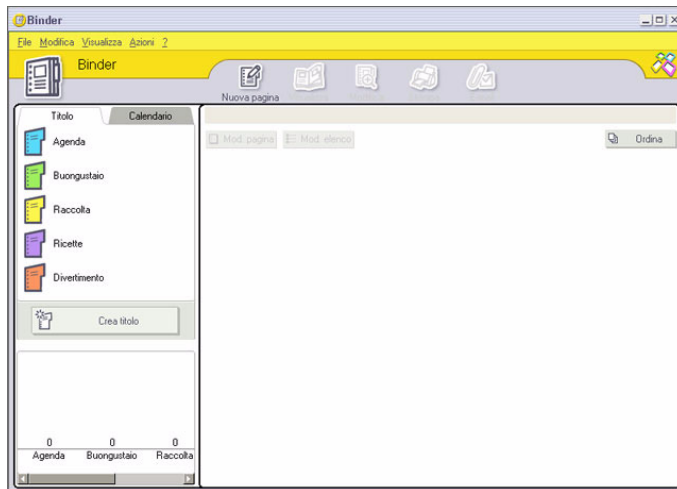 Binder
File Modifica Visualizza Azioni ?
Binder
Nuova pagina
Titolo Calendario
Mod. pagina Mod. elenco Ordina
Agenda
Buongustaio
Raccolta
Ricette
Divertimento
Crea titolo
0 0 0
Agenda Buongustaio Raccolta